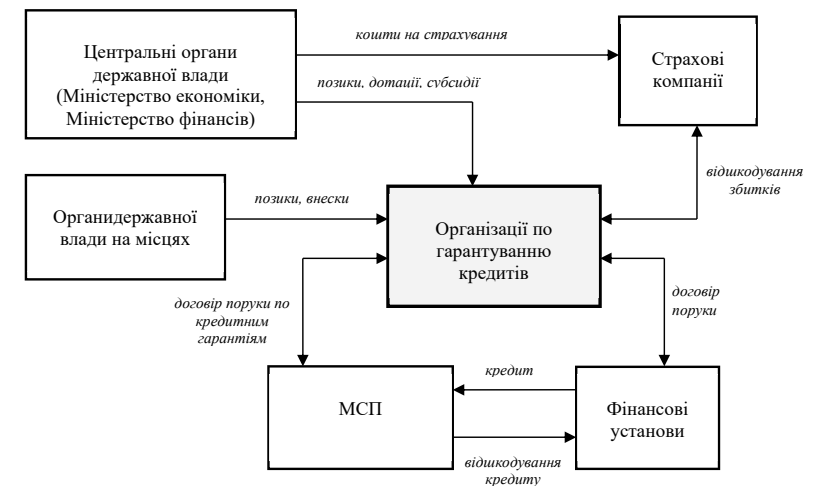 Центральні органи
державної влади
(Міністерство економіки,
Міністерство фінансів)
кошти на страхування
позики, дотації, субсидії
Страхові
компанії
відшкодування
збитків
Органидержавної
влади на місцях
позики, внески
Організації по
гарантуванню
кредитів
договір поруки по
кредитним
гарантіям
договір
поруки
МСП
кредит
Фінансові
установи
відшкодування
кредиту